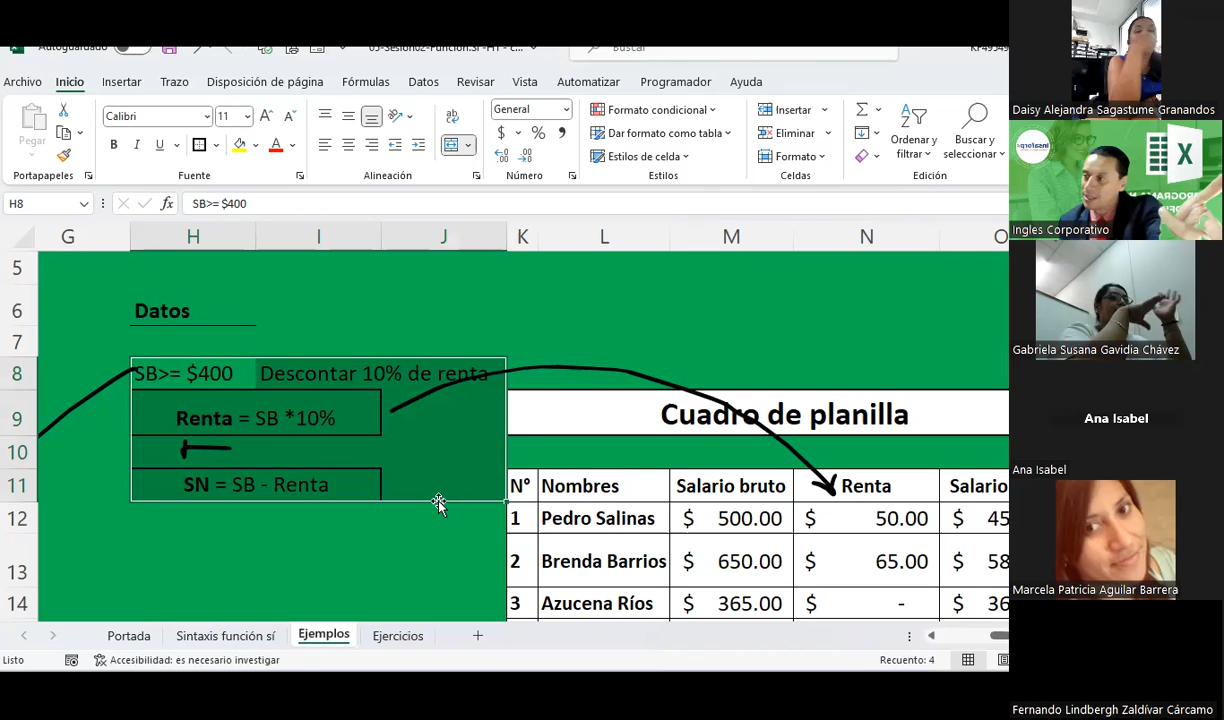 Autoguardado
Buscar
Archivo Inicio Insertar Trazo Disposición de página Fórmulas Datos Revisar Vista Automatizar Programador Ayuda
Pegar
Calibri 11
General
Formato condicional
Dar formato como tabla
Estilos de celda
Insertar
Eliminar
Formato
Ordenar y filtrar
Buscar y seleccionar
Portapapeles Fuente Alineación Número Estilos Celdas Edición
H8 fx SB>= $400
G H I J K L M N O
5
6 Datos
7
8 SB>= $400 Descontar 10% de renta
9 Renta = SB *10% Cuadro de planilla
10
11 SN = SB - Renta N° Nombres Salario bruto Renta Salario
12 1 Pedro Salinas $ 500.00 $ 50.00 $ 45
13 2 Brenda Barrios $ 650.00 $ 65.00 $ 58
14 3 Azucena Ríos $ 365.00 $ - $ 36
Portada Sintaxis función sí Ejemplos Ejercicios
Listo Accesibilidad: es necesario investigar Recuento: 4
Daisy Alejandra Sagastume Granandos
Ingles Corporativo
Gabriela Susana Gavidia Chávez
Ana Isabel
Ana Isabel
Marcela Patricia Aguilar Barrera
Fernando Lindbergh Zaldívar Cárcamo